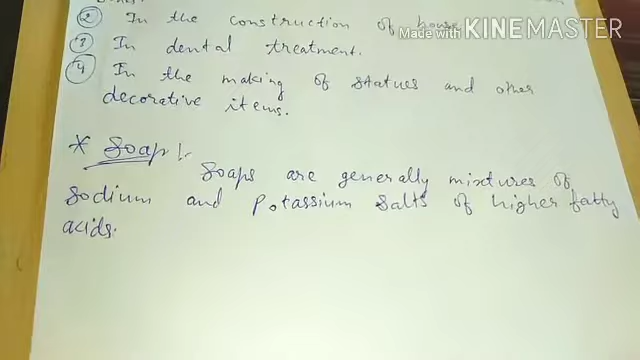 ② In the construction of house
Made with KINEMASTER
③ In dental treatment.
④ In the making of statues and other
decorative items.
* Soap :-
Soaps are generally mixtures of
Sodium and Potassium salts of higher fatty
acids.